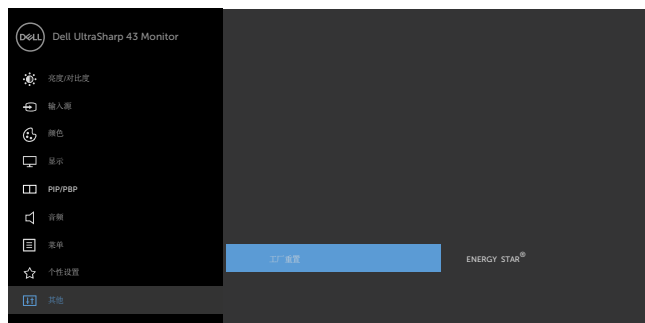 DELL
Dell UltraSharp 43 Monitor
亮度/对比度
输入源
颜色
显示
PIP/PBP
音频
菜单
个性设置
其他
工厂重置
ENERGY STAR®